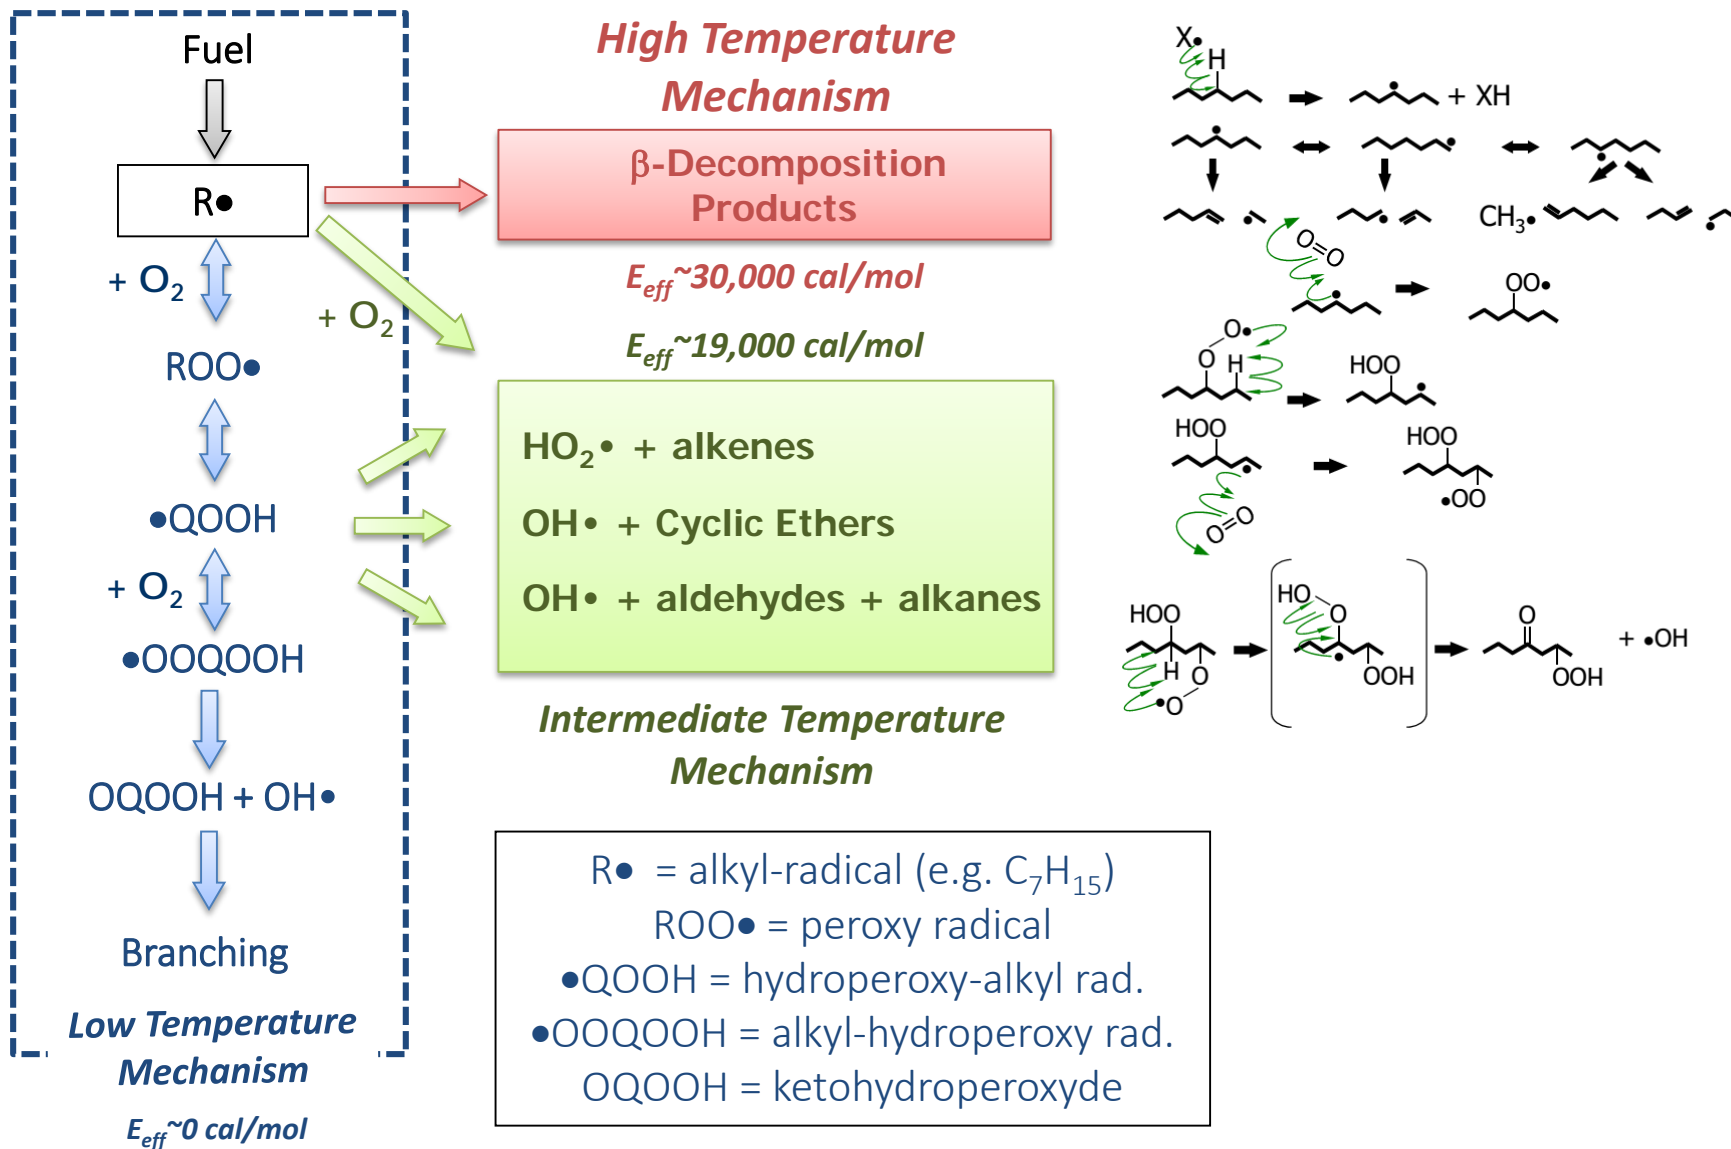 Fuel
R●
+ O₂
ROO●
●QOOH
+ O₂
●OOQOOH
OQOOH + OH●
Branching
Low Temperature
Mechanism
E_eff~0 cal/mol
+ O₂
High Temperature
Mechanism
β-Decomposition
Products
E_eff~30,000 cal/mol
E_eff~19,000 cal/mol
HO₂• + alkenes
OH• + Cyclic Ethers
OH• + aldehydes + alkanes
Intermediate Temperature
Mechanism
R● = alkyl-radical (e.g. C₇H₁₅)
ROO● = peroxy radical
●QOOH = hydroperoxy-alkyl rad.
●OOQOOH = alkyl-hydroperoxy rad.
OQOOH = ketohydroperoxyde
X•
H
+ XH
CH₃•
O=O
OO•
O•
O
H
HOO
HOO
HOO
•OO
O=O
HOO
H
O
•O
HO
O
OOH
O
OOH
+ •OH